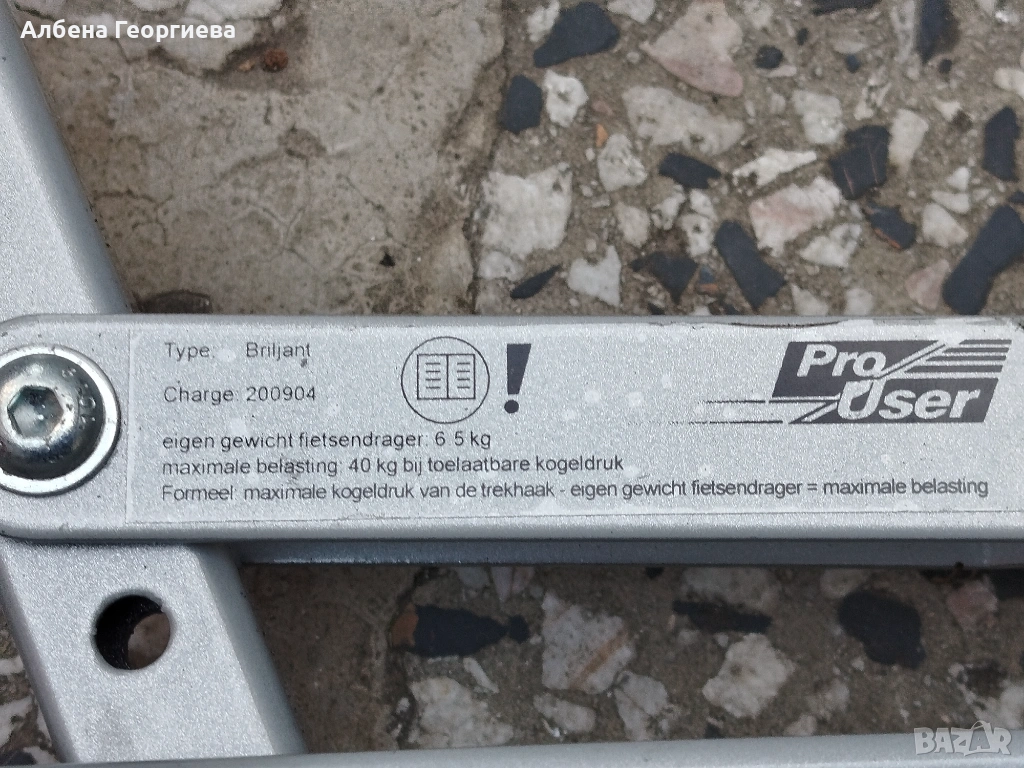 Албена Георгиева
Type: Briljant
Charge: 200904
Pro
User
eigen gewicht fietsendrager: 6 5 kg
maximale belasting: 40 kg bij toelaatbare kogeldruk
Formeel: maximale kogeldruk van de trekhaak - eigen gewicht fietsendrager = maximale belasting
BAZAR